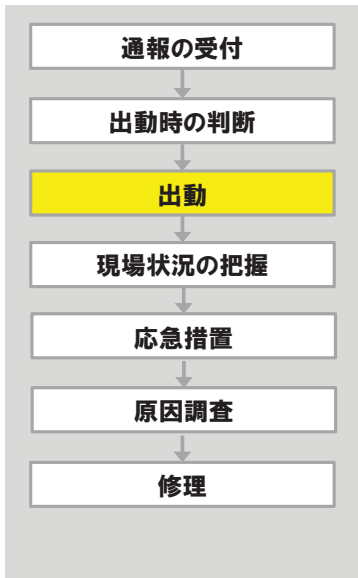 通報の受付
出動時の判断
出動
現場状況の把握
応急措置
原因調査
修理